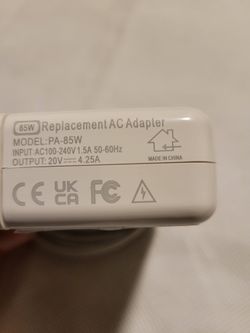 85W Replacement AC Adapter
MODEL: PA-85W
INPUT: AC100-240V 1.5A 50-60Hz
OUTPUT: 20V⎓4.25A
MADE IN CHINA
CE UK CA FC